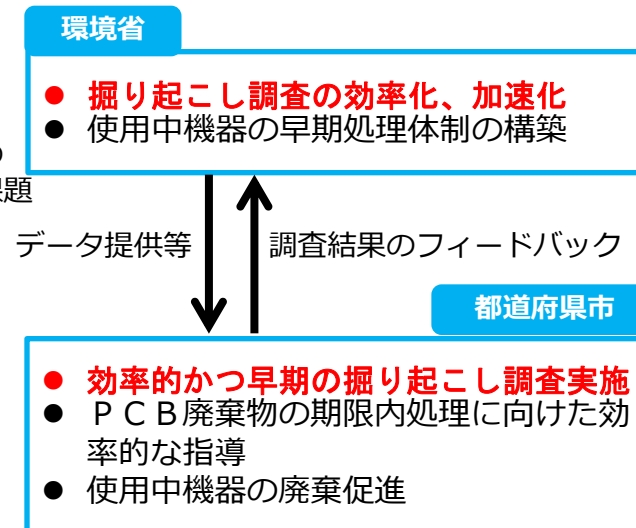 環境省
● 掘り起こし調査の効率化、加速化
● 使用中機器の早期処理体制の構築
の
課題
データ提供等
調査結果のフィードバック
都道府県市
● 効率的かつ早期の掘り起こし調査実施
● ＰＣＢ廃棄物の期限内処理に向けた効
率的な指導
● 使用中機器の廃棄促進